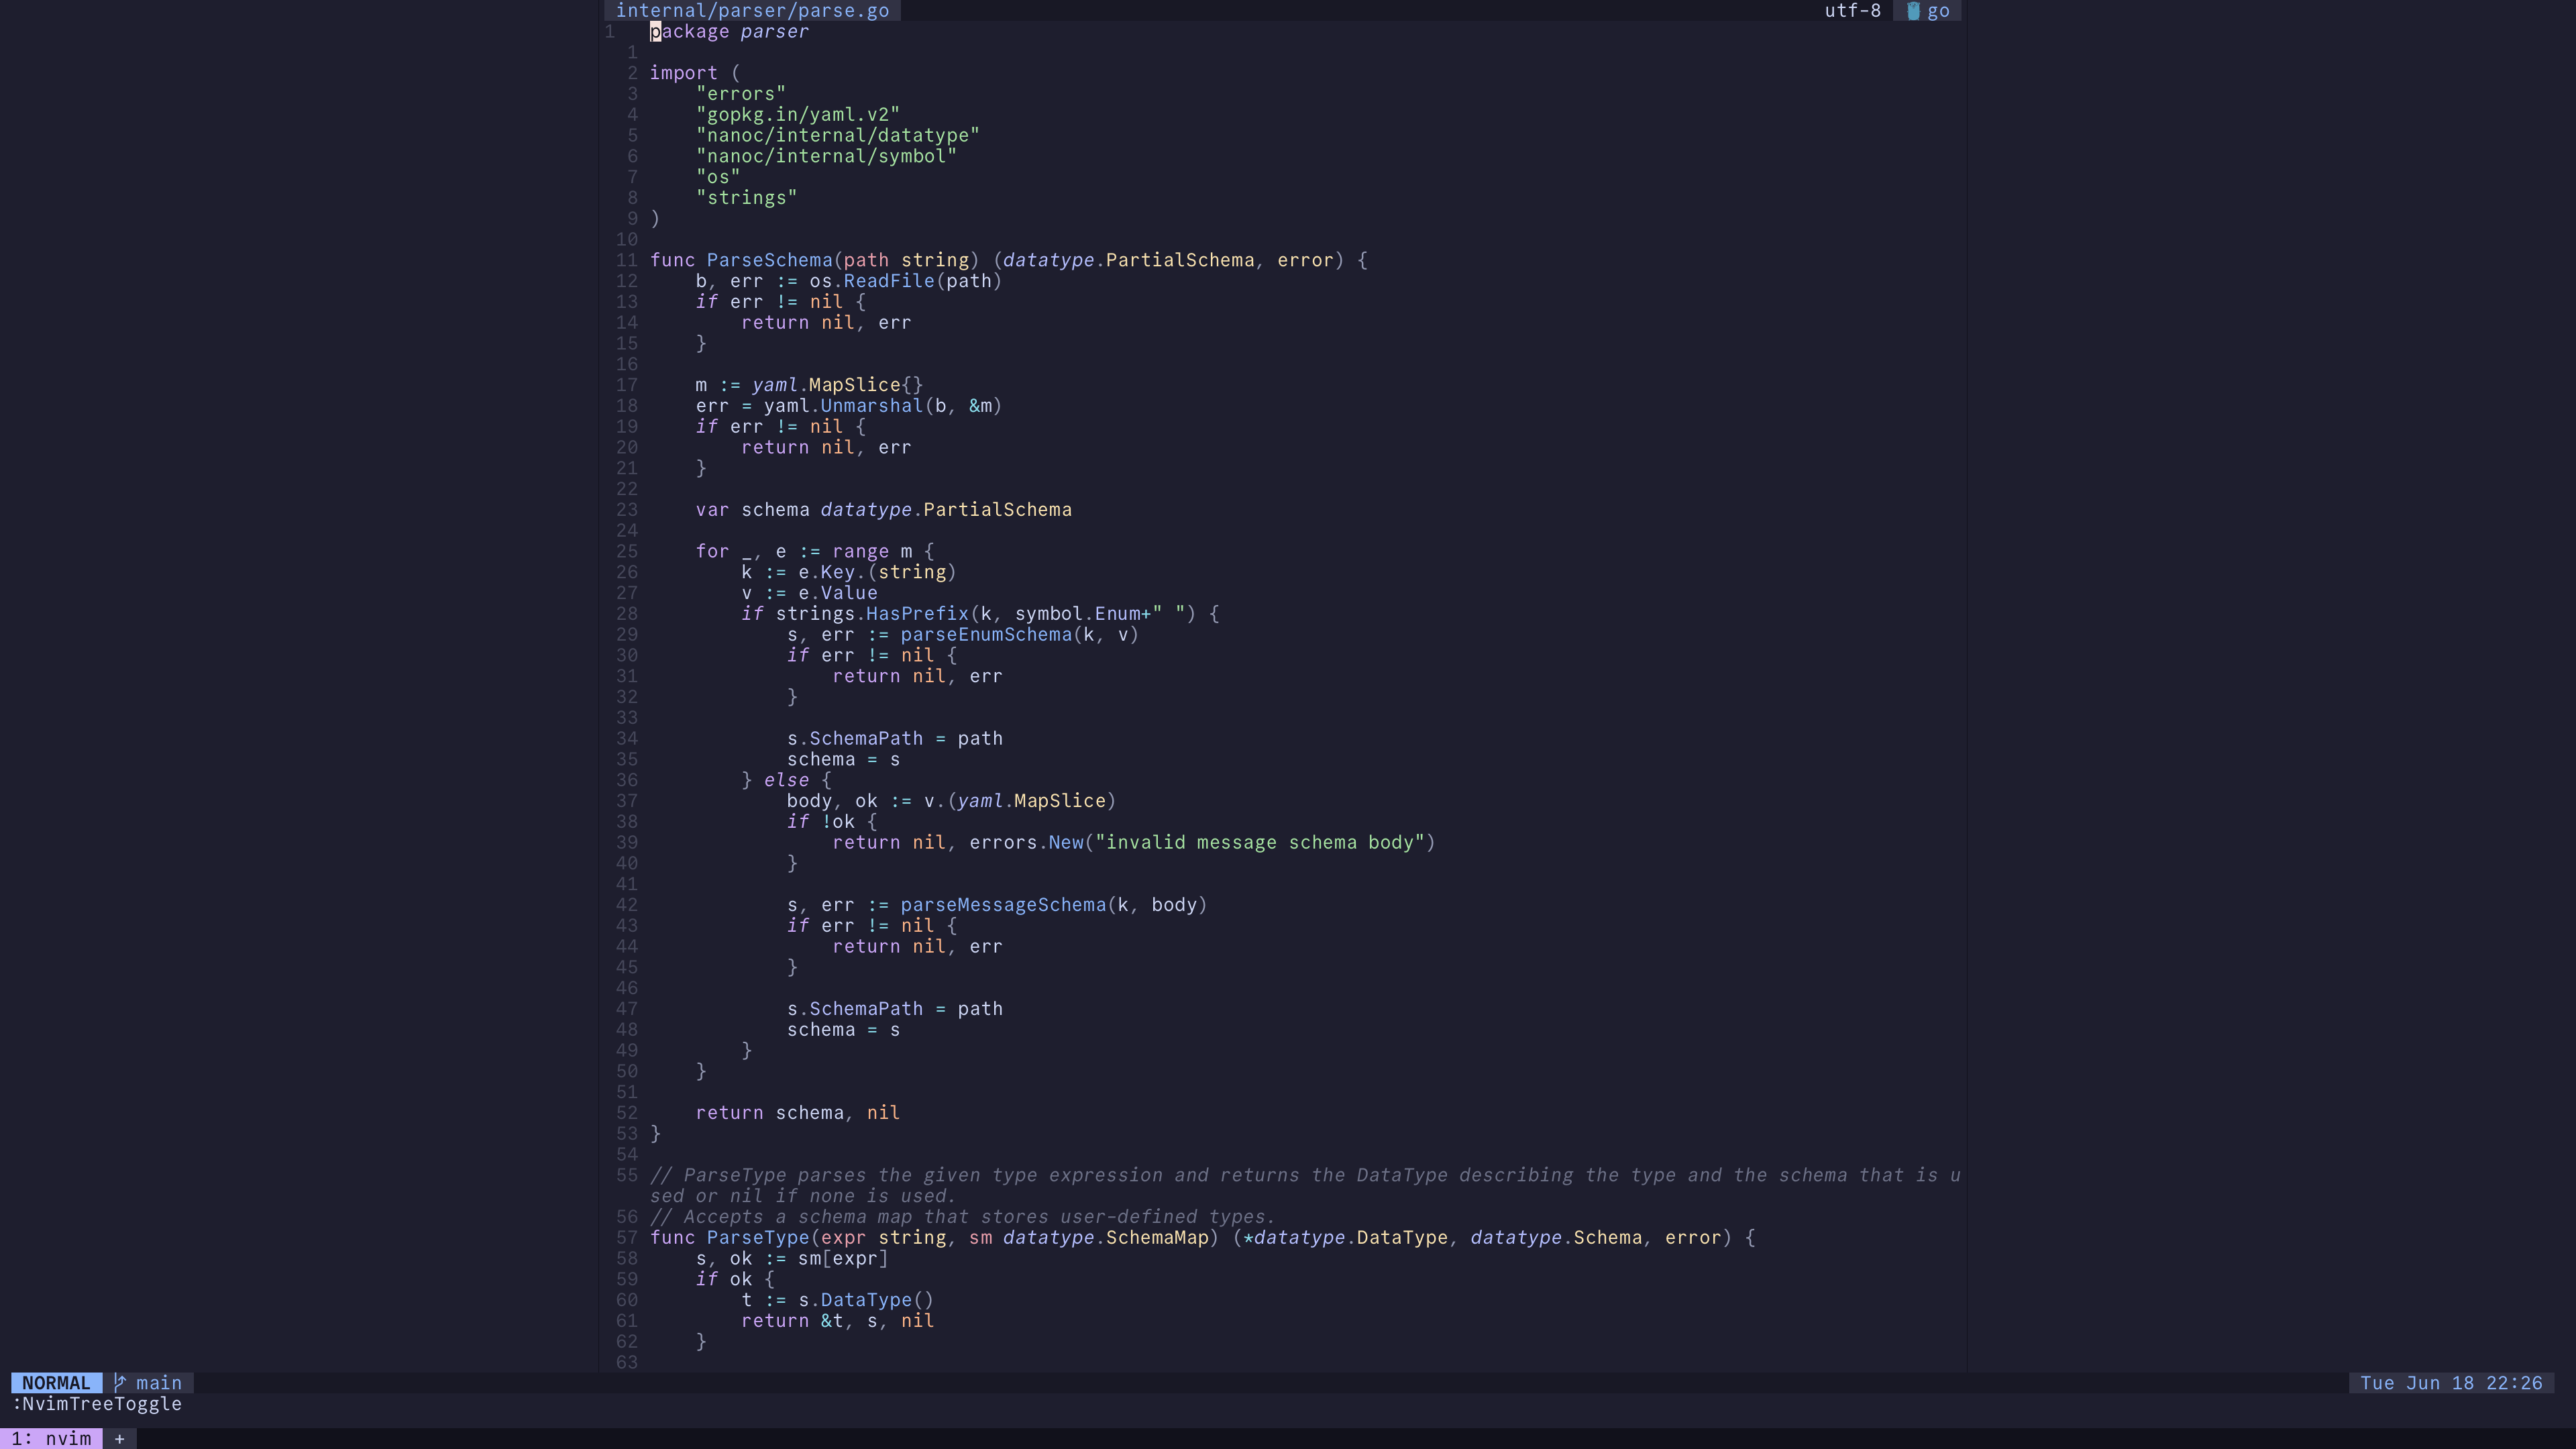 internal/parser/parse.go utf-8 go
1 package parser
1
2 import (
3     "errors"
4     "gopkg.in/yaml.v2"
5     "nanoc/internal/datatype"
6     "nanoc/internal/symbol"
7     "os"
8     "strings"
9 )
10
11 func ParseSchema(path string) (datatype.PartialSchema, error) {
12     b, err := os.ReadFile(path)
13     if err != nil {
14         return nil, err
15     }
16
17     m := yaml.MapSlice{}
18     err = yaml.Unmarshal(b, &m)
19     if err != nil {
20         return nil, err
21     }
22
23     var schema datatype.PartialSchema
24
25     for _, e := range m {
26         k := e.Key.(string)
27         v := e.Value
28         if strings.HasPrefix(k, symbol.Enum+" ") {
29             s, err := parseEnumSchema(k, v)
30             if err != nil {
31                 return nil, err
32             }
33
34             s.SchemaPath = path
35             schema = s
36         } else {
37             body, ok := v.(yaml.MapSlice)
38             if !ok {
39                 return nil, errors.New("invalid message schema body")
40             }
41
42             s, err := parseMessageSchema(k, body)
43             if err != nil {
44                 return nil, err
45             }
46
47             s.SchemaPath = path
48             schema = s
49         }
50     }
51
52     return schema, nil
53 }
54
55 // ParseType parses the given type expression and returns the DataType describing the type and the schema that is u
sed or nil if none is used.
56 // Accepts a schema map that stores user-defined types.
57 func ParseType(expr string, sm datatype.SchemaMap) (*datatype.DataType, datatype.Schema, error) {
58     s, ok := sm[expr]
59     if ok {
60         t := s.DataType()
61         return &t, s, nil
62     }
63
NORMAL main Tue Jun 18 22:26
:NvimTreeToggle
1: nvim +